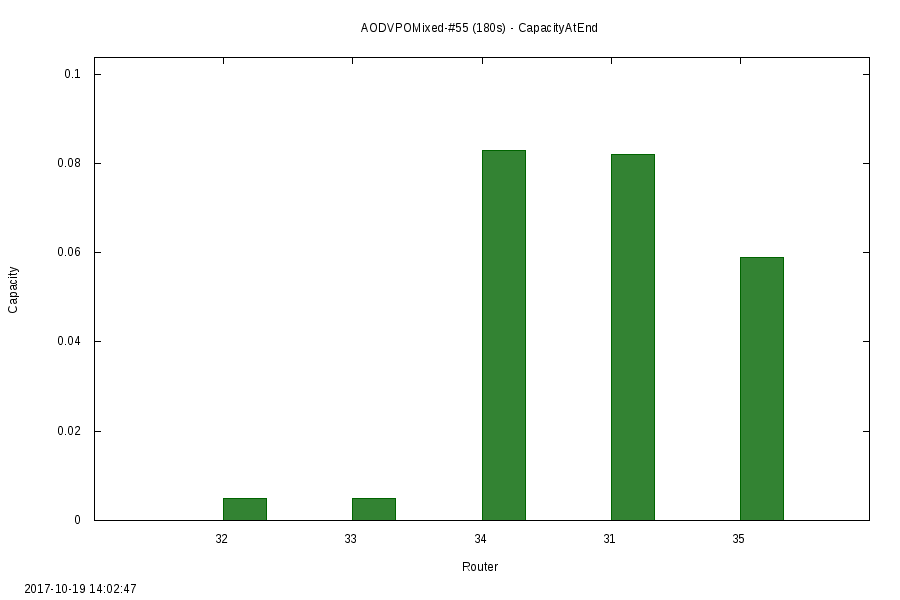 AODVPOMixed-#55 (180s) - CapacityAtEnd
0.1
0.08
0.06
0.04
0.02
0
Capacity
32 33 34 31 35
Router
2017-10-19 14:02:47